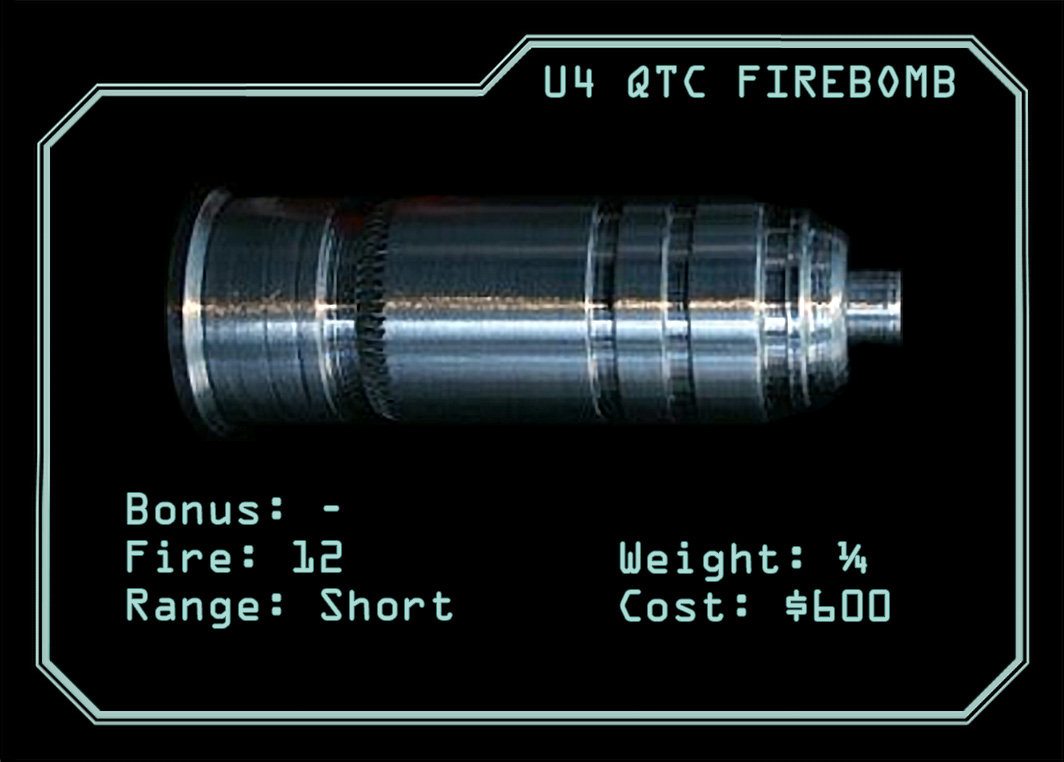 U4 QTC FIREBOMB
Bonus: -
Fire: 12
Range: Short
Weight: ¼
Cost: $600